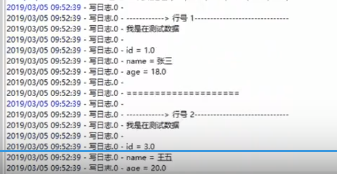 2019/03/05 09:52:39 - 写日志.0 -
2019/03/05 09:52:39 - 写日志.0 - ------------> 行号 1------------------------------
2019/03/05 09:52:39 - 写日志.0 - 我是在测试数据
2019/03/05 09:52:39 - 写日志.0 -
2019/03/05 09:52:39 - 写日志.0 - id = 1.0
2019/03/05 09:52:39 - 写日志.0 - name = 张三
2019/03/05 09:52:39 - 写日志.0 - age = 18.0
2019/03/05 09:52:39 - 写日志.0 -
2019/03/05 09:52:39 - 写日志.0 - ====================
2019/03/05 09:52:39 - 写日志.0 -
2019/03/05 09:52:39 - 写日志.0 - ------------> 行号 2------------------------------
2019/03/05 09:52:39 - 写日志.0 - 我是在测试数据
2019/03/05 09:52:39 - 写日志.0 -
2019/03/05 09:52:39 - 写日志.0 - id = 3.0
2019/03/05 09:52:39 - 写日志.0 - name = 王五
2019/03/05 09:52:39 - 写日志.0 - age = 20.0